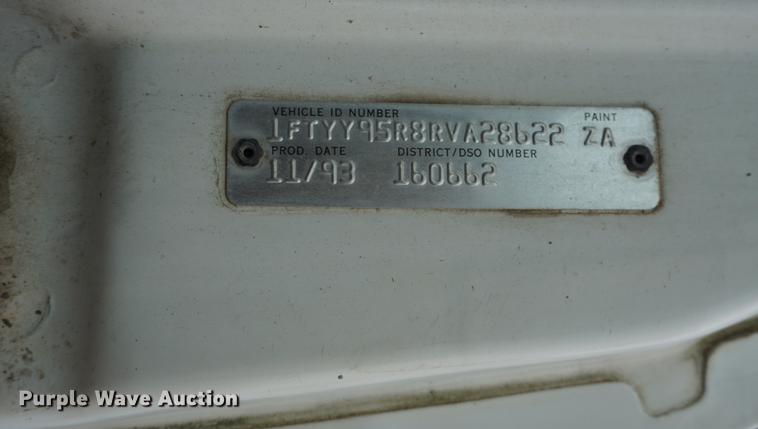 VEHICLE ID NUMBER PAINT
1FTYY95R8RVA28622 ZA
PROD. DATE DISTRICT/DSO NUMBER
11/93 160662
Purple Wave Auction